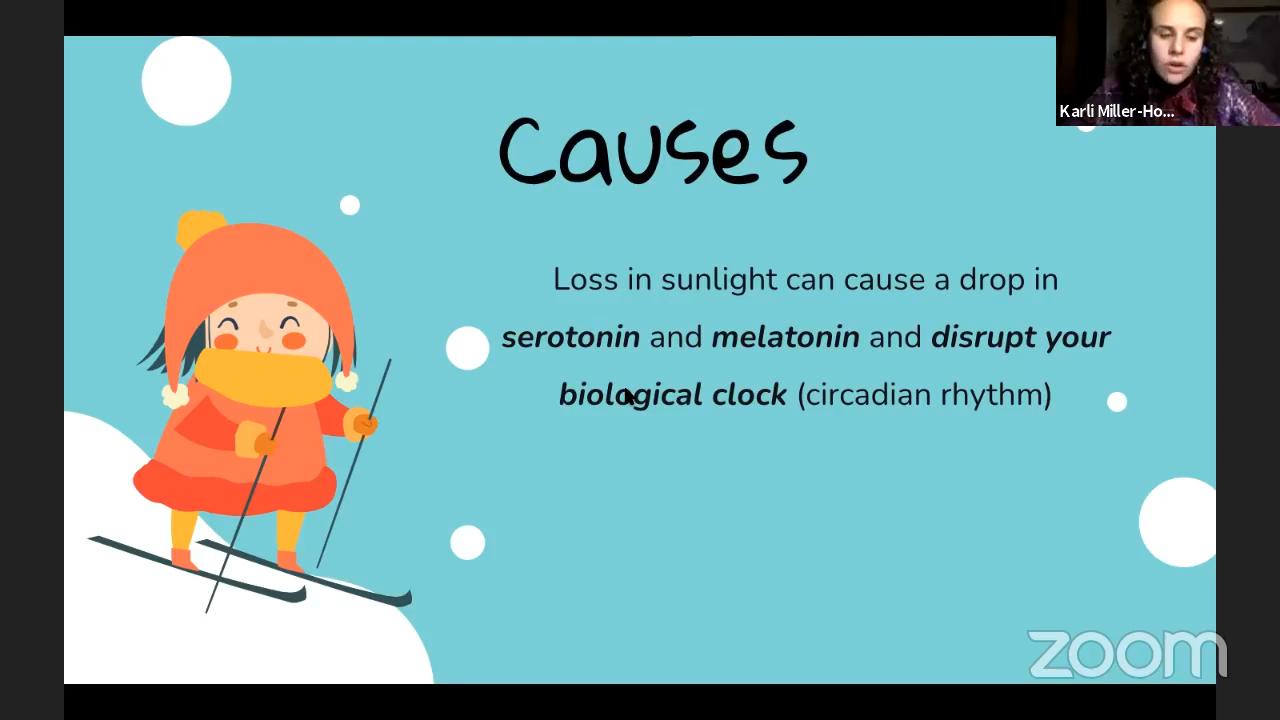 Karli Miller-Ho...
Causes
Loss in sunlight can cause a drop in
serotonin and melatonin and disrupt your
biological clock (circadian rhythm)
zoom